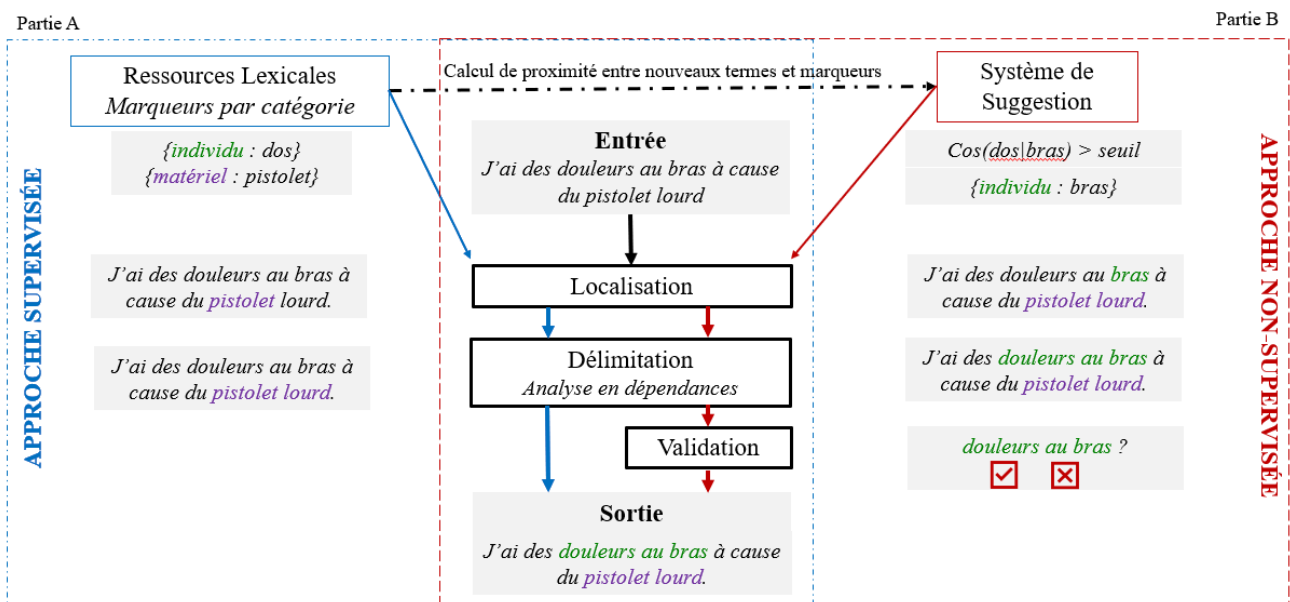 Partie A
Partie B
APPROCHE SUPERVISÉE
Ressources Lexicales
Marqueurs par catégorie
{individu : dos}
{matériel : pistolet}
J'ai des douleurs au bras à
cause du pistolet lourd.
J'ai des douleurs au bras à
cause du pistolet lourd.
Calcul de proximité entre nouveaux termes et marqueurs
Entrée
J'ai des douleurs au bras à cause
du pistolet lourd
Localisation
Délimitation
Analyse en dépendances
Validation
Sortie
J'ai des douleurs au bras à cause
du pistolet lourd.
Système de
Suggestion
Cos(dos|bras) > seuil
{individu : bras}
J'ai des douleurs au bras à
cause du pistolet lourd.
J'ai des douleurs au bras à
cause du pistolet lourd.
douleurs au bras ?
APPROCHE NON-SUPERVISÉE